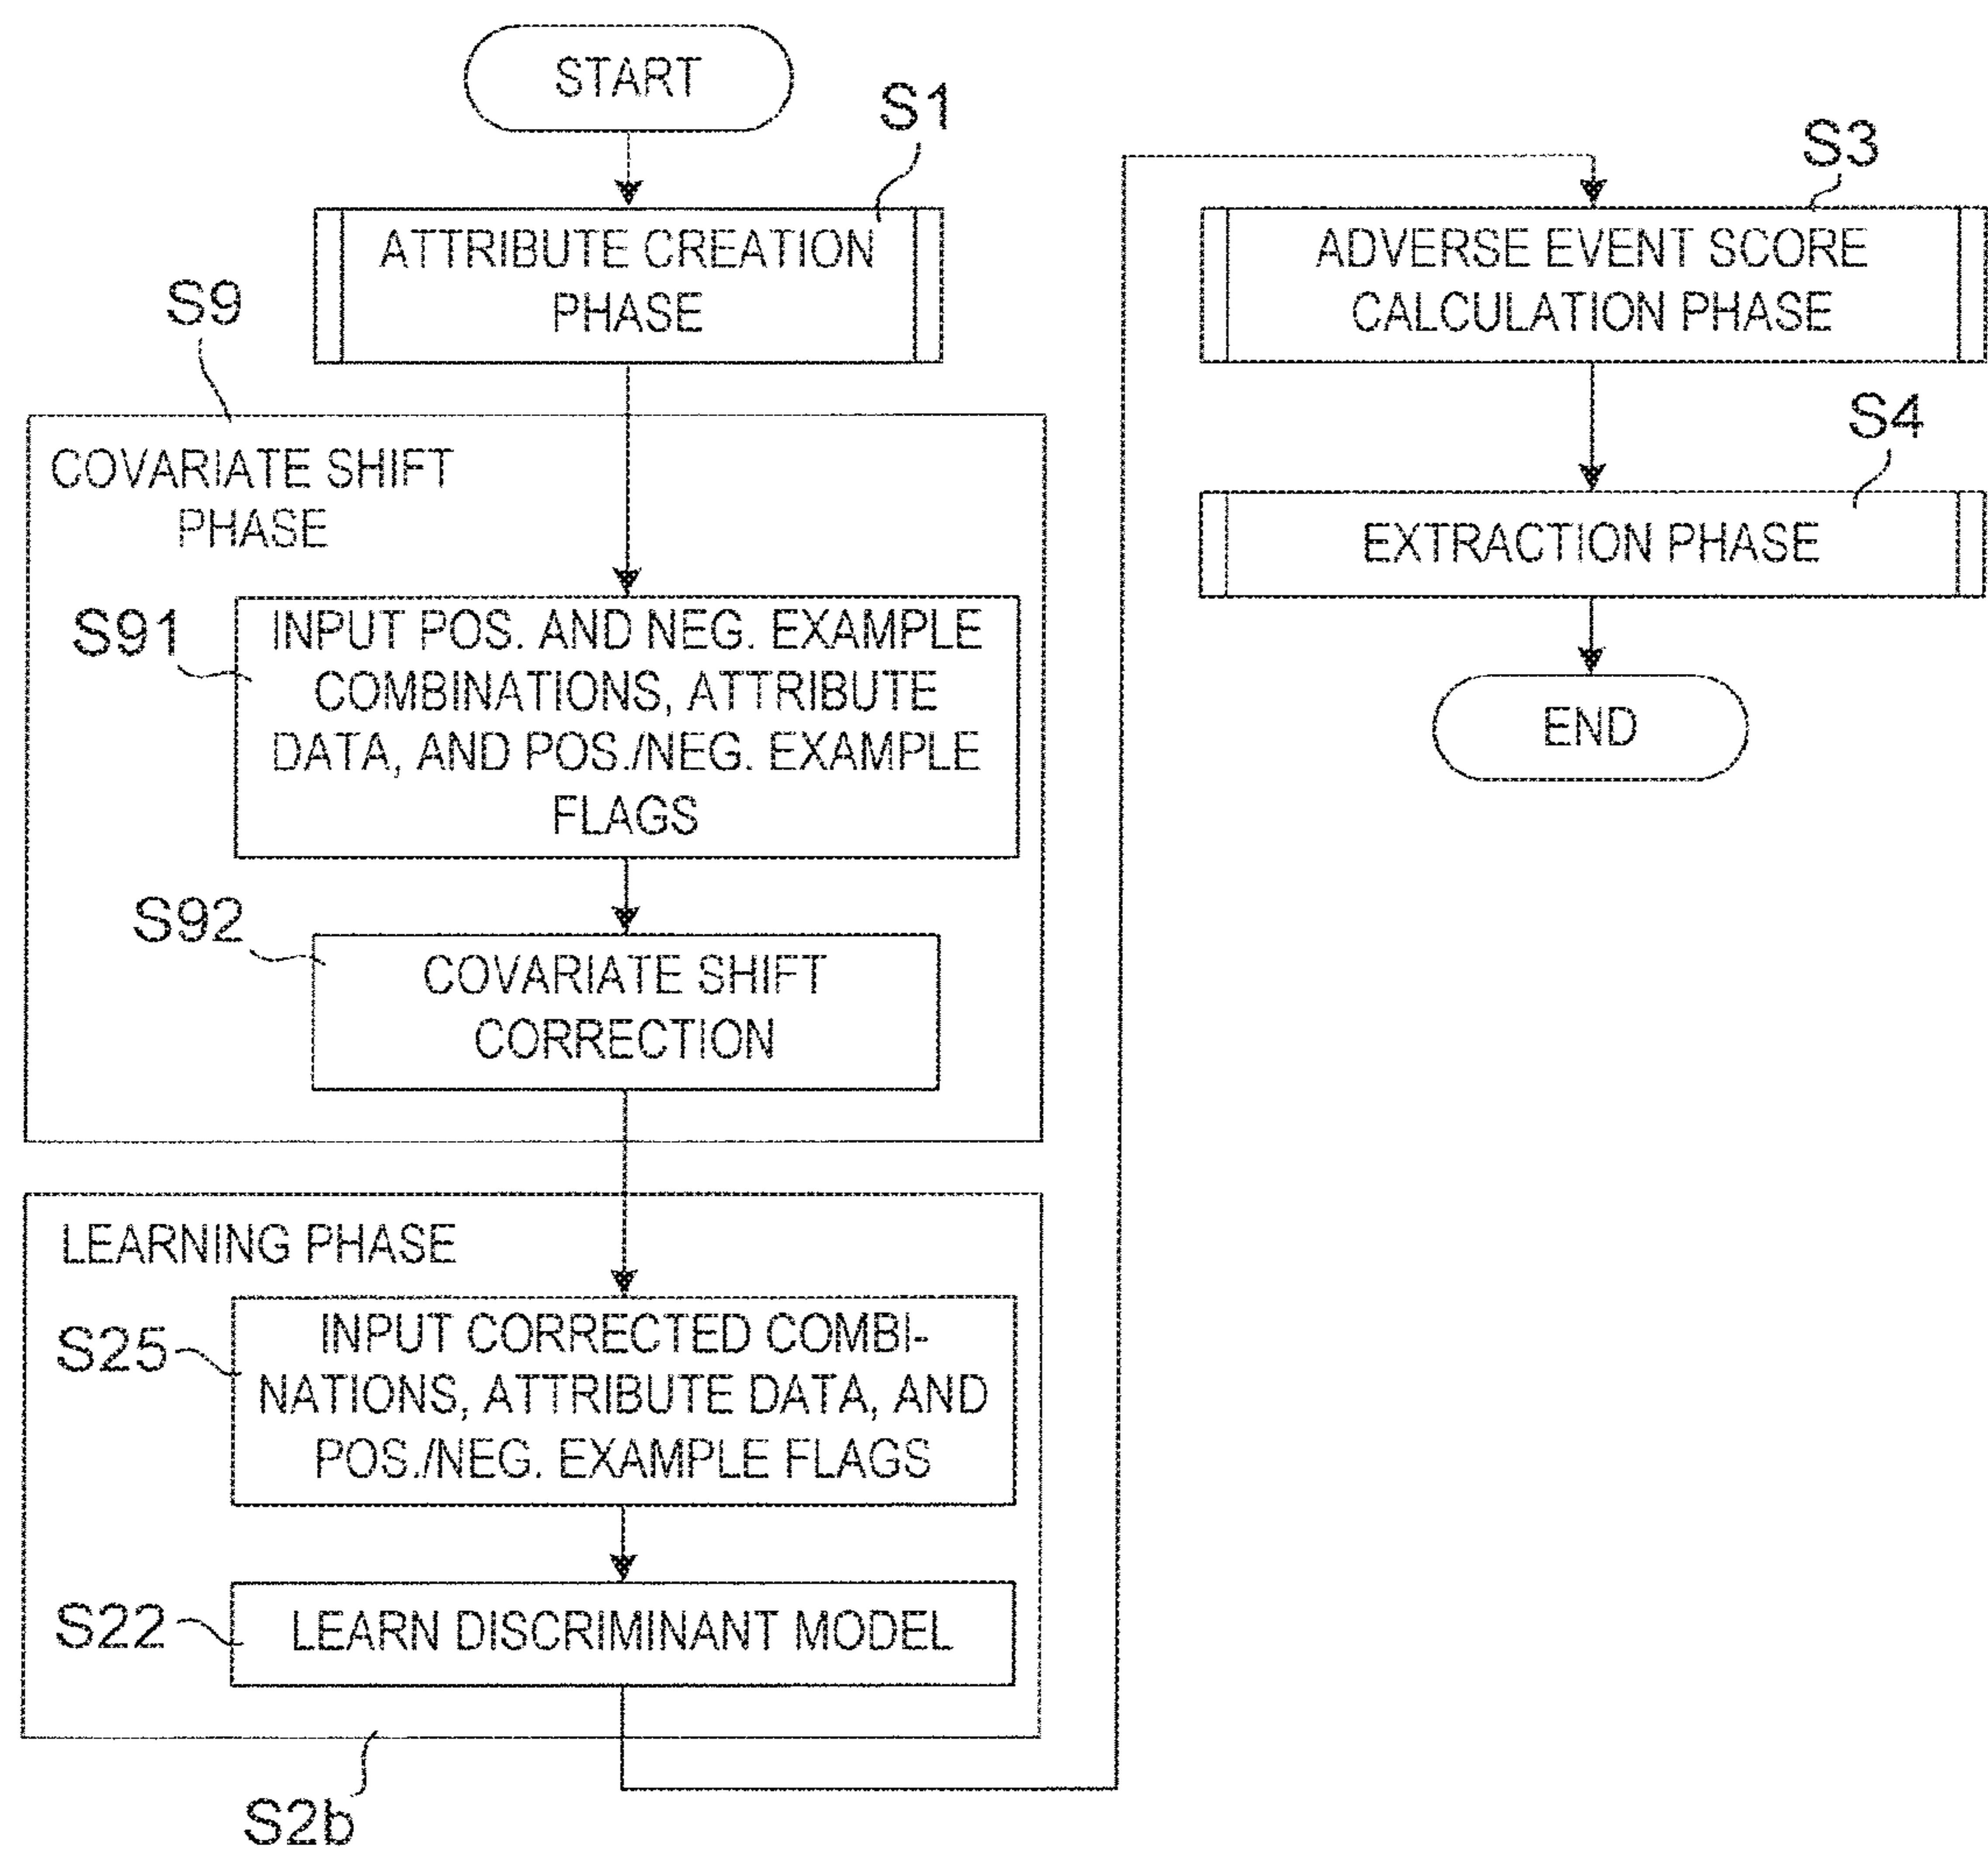 START
S1
ATTRIBUTE CREATION
PHASE
S9
COVARIATE SHIFT
PHASE
S91
INPUT POS. AND NEG. EXAMPLE
COMBINATIONS, ATTRIBUTE
DATA, AND POS./NEG. EXAMPLE
FLAGS
S92
COVARIATE SHIFT
CORRECTION
LEARNING PHASE
S25
INPUT CORRECTED COMBI-
NATIONS, ATTRIBUTE DATA, AND
POS./NEG. EXAMPLE FLAGS
S22
LEARN DISCRIMINANT MODEL
S2b
S3
ADVERSE EVENT SCORE
CALCULATION PHASE
S4
EXTRACTION PHASE
END